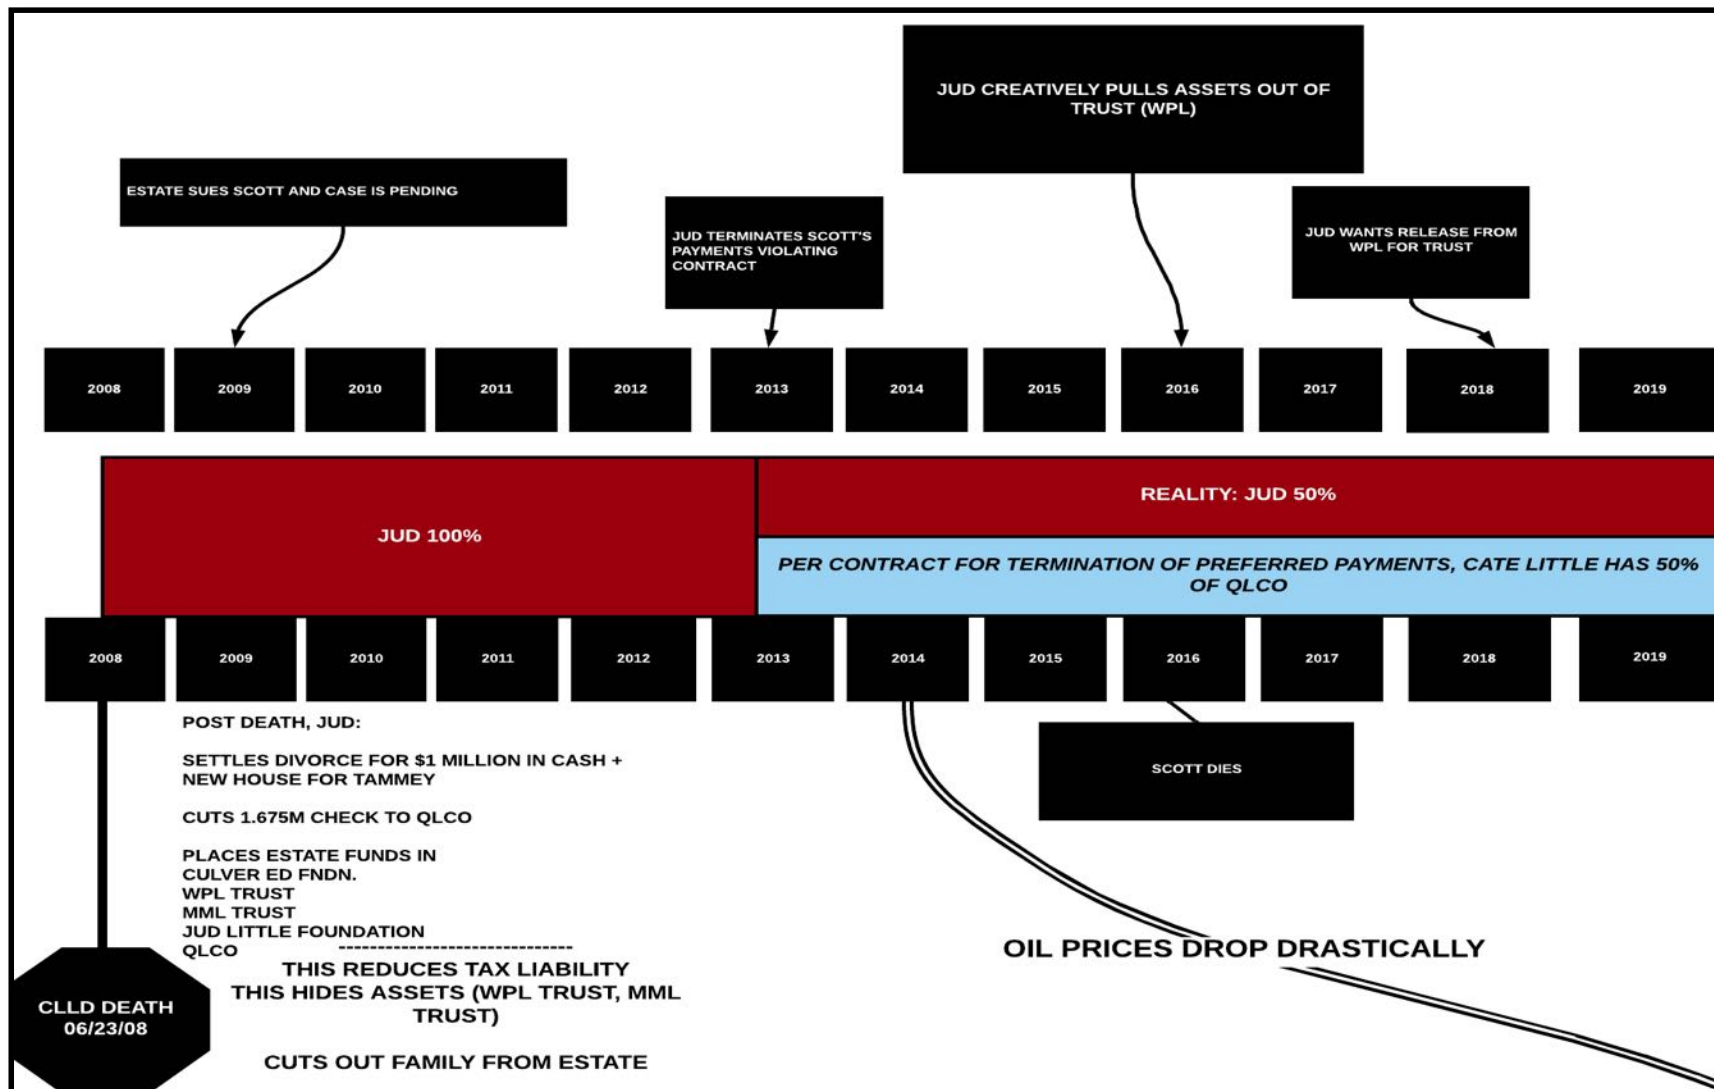 JUD CREATIVELY PULLS ASSETS OUT OF
TRUST (WPL)
ESTATE SUES SCOTT AND CASE IS PENDING
JUD TERMINATES SCOTT'S
PAYMENTS VIOLATING
CONTRACT
JUD WANTS RELEASE FROM
WPL FOR TRUST
2008
2009
2010
2011
2012
2013
2014
2015
2016
2017
2018
2019
JUD 100%
REALITY: JUD 50%
PER CONTRACT FOR TERMINATION OF PREFERRED PAYMENTS, CATE LITTLE HAS 50%
OF QLCO
2008
2009
2010
2011
2012
2013
2014
2015
2016
2017
2018
2019
POST DEATH, JUD:
SETTLES DIVORCE FOR $1 MILLION IN CASH +
NEW HOUSE FOR TAMMEY
CUTS 1.675M CHECK TO QLCO
PLACES ESTATE FUNDS IN
CULVER ED FNDN.
WPL TRUST
MML TRUST
JUD LITTLE FOUNDATION
QLCO
-----------------------------
THIS REDUCES TAX LIABILITY
THIS HIDES ASSETS (WPL TRUST, MML
TRUST)
CUTS OUT FAMILY FROM ESTATE
SCOTT DIES
OIL PRICES DROP DRASTICALLY
CLLD DEATH
06/23/08